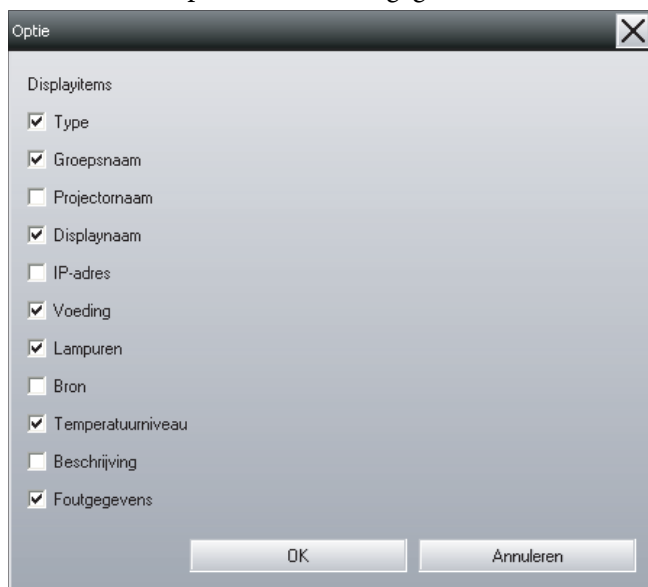 Optie
Displayitems
Type
Groepsnaam
Projectornaam
Displaynaam
IP-adres
Voeding
Lampuren
Bron
Temperatuurniveau
Beschrijving
Foutgegevens
OK Annuleren